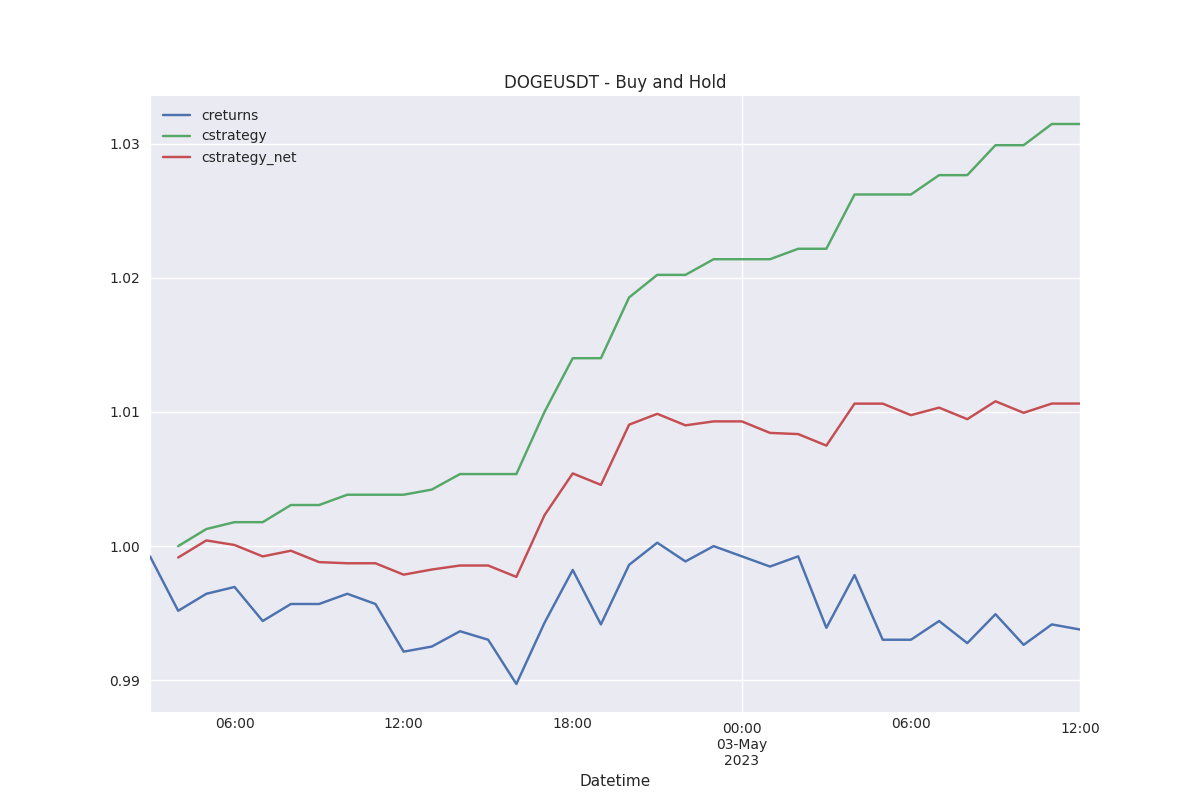 DOGEUSDT - Buy and Hold
creturns
cstrategy
cstrategy_net
1.03
1.02
1.01
1.00
0.99
06:00
12:00
18:00
00:00
03-May
2023
06:00
12:00
Datetime